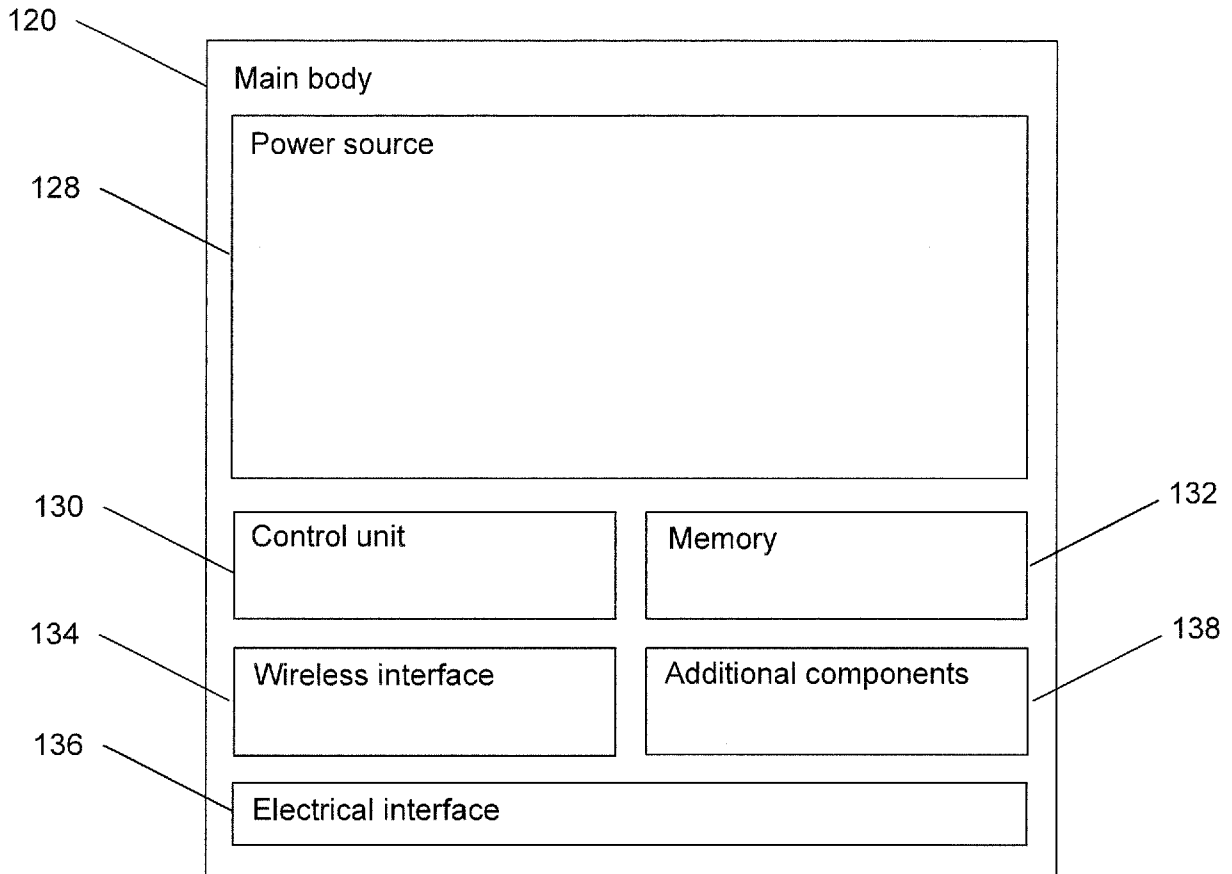 120
Main body
Power source
128
130
Control unit
Memory
132
134
Wireless interface
Additional components
138
136
Electrical interface